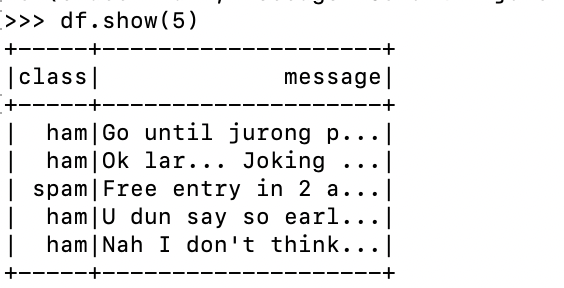 >>> df.show(5)
+-----+--------------------+
|class|             message|
+-----+--------------------+
|  ham|Go until jurong p...|
|  ham|Ok lar... Joking ...|
| spam|Free entry in 2 a...|
|  ham|U dun say so earl...|
|  ham|Nah I don't think...|
+-----+--------------------+